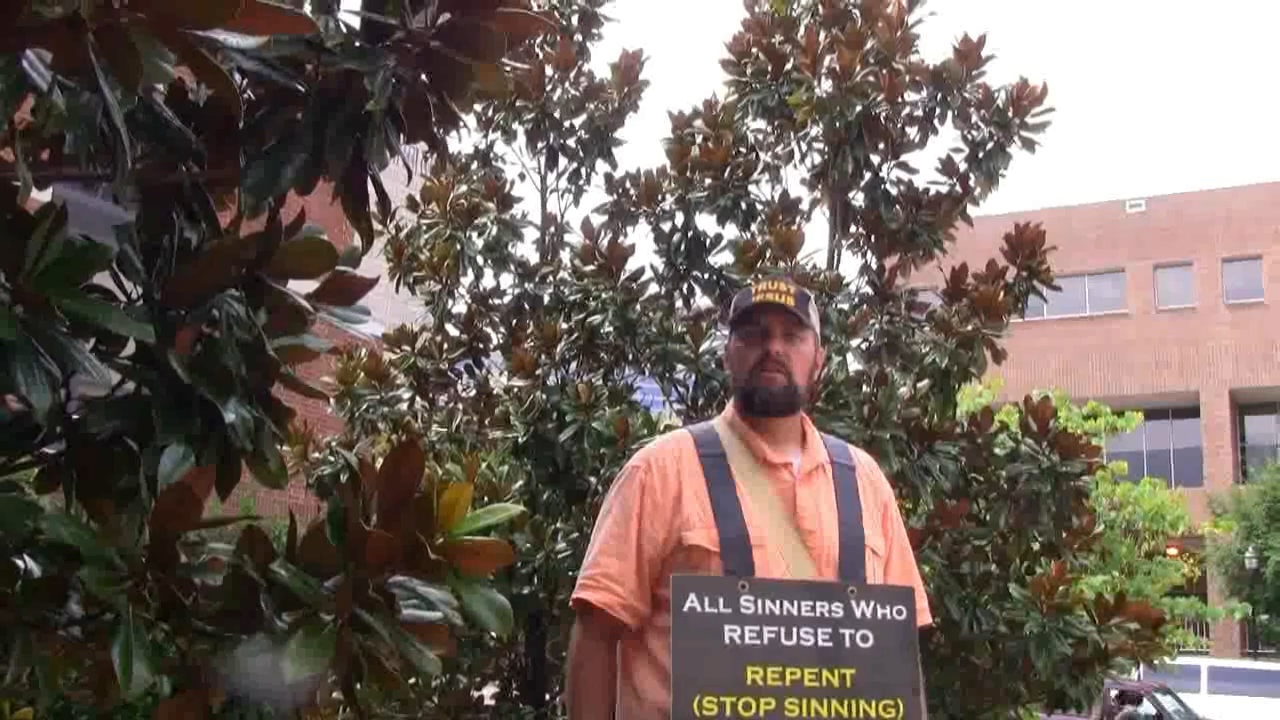 TRUST
JESUS
ALL SINNERS WHO
REFUSE TO
REPENT
(STOP SINNING)